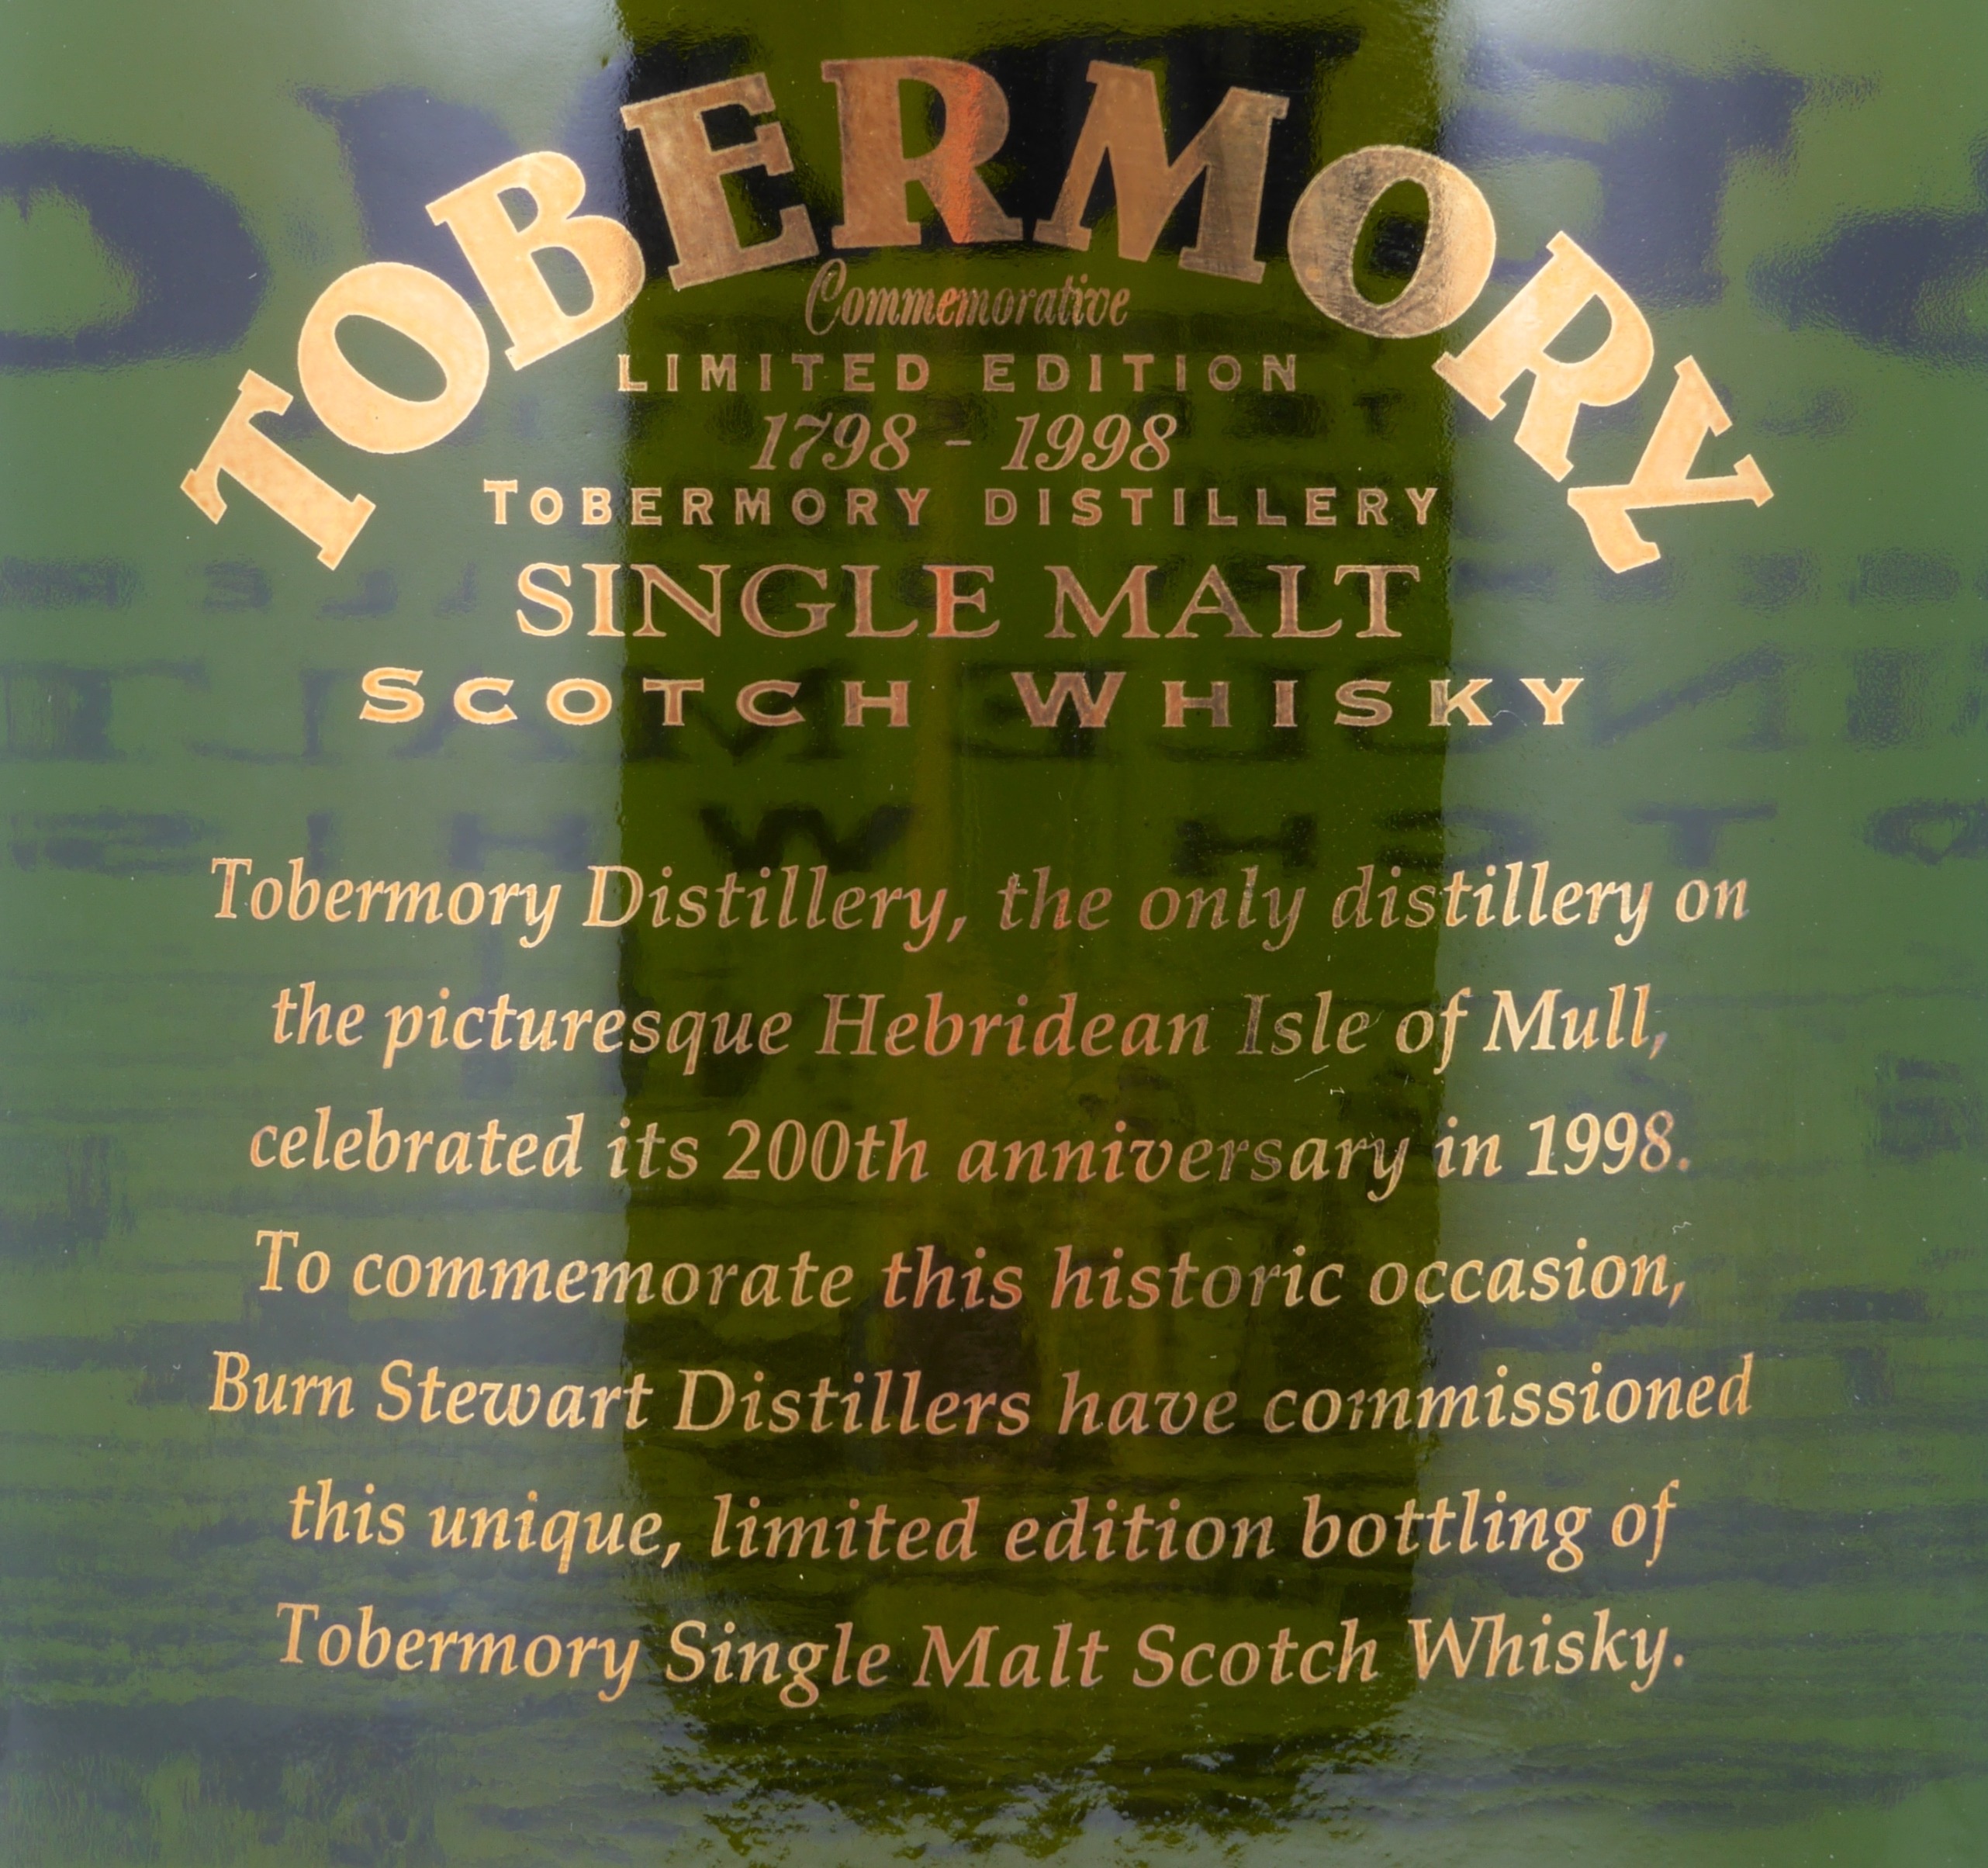 TOBERMORY
Commemorative
LIMITED EDITION
1798 - 1998
TOBERMORY DISTILLERY
SINGLE MALT
SCOTCH WHISKY
Tobermory Distillery, the only distillery on
the picturesque Hebridean Isle of Mull,
celebrated its 200th anniversary in 1998.
To commemorate this historic occasion,
Burn Stewart Distillers have commissioned
this unique, limited edition bottling of
Tobermory Single Malt Scotch Whisky.